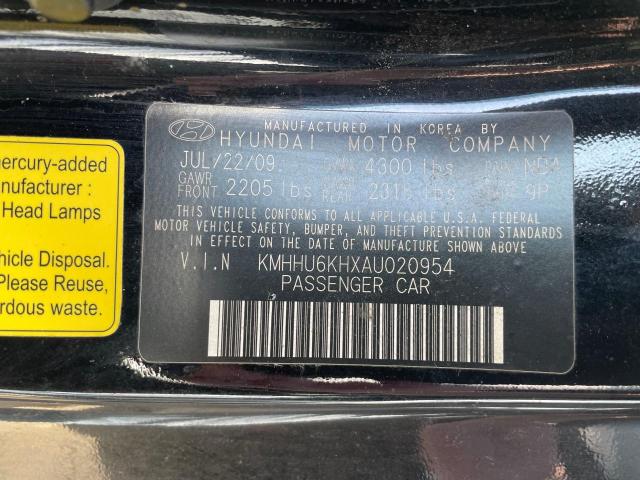 ercury-added
nufacturer :
Head Lamps
hicle Disposal.
Please Reuse,
rdous waste.
MANUFACTURED IN KOREA BY
HYUNDAI MOTOR COMPANY
JUL/22/09 4300 lbs
GAWR
FRONT 2205 lbs REAR 9P
THIS VEHICLE CONFORMS TO ALL APPLICABLE U.S.A. FEDERAL
MOTOR VEHICLE SAFETY, BUMPER, AND THEFT PREVENTION STANDARDS
IN EFFECT ON THE DATE OF MANUFACTURE SHOWN ABOVE
V.I.N KMHHU6KHXAU020954
PASSENGER CAR